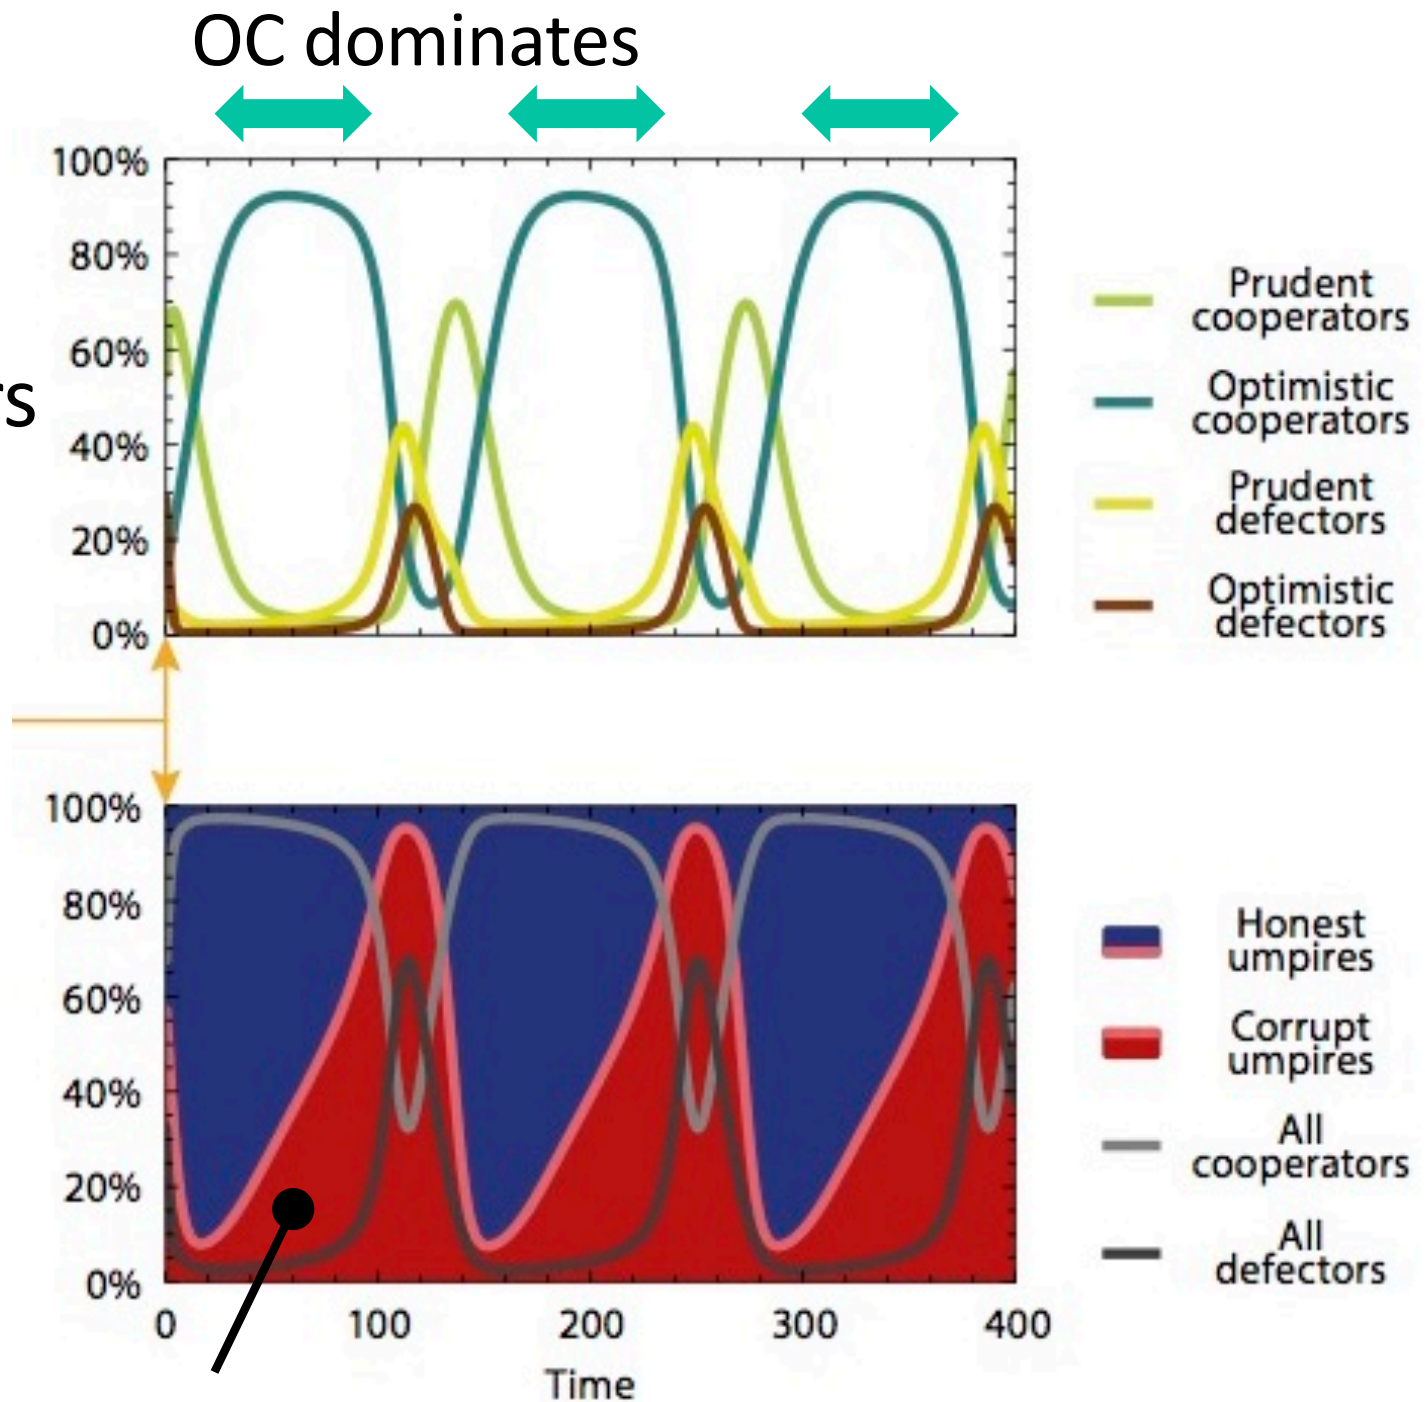 OC dominates
100%
80%
60%
40%
20%
0%
rs
Prudent
cooperators
Optimistic
cooperators
Prudent
defectors
Optimistic
defectors
100%
80%
60%
40%
20%
0%
0 100 200 300 400
Time
Honest
umpires
Corrupt
umpires
All
cooperators
All
defectors